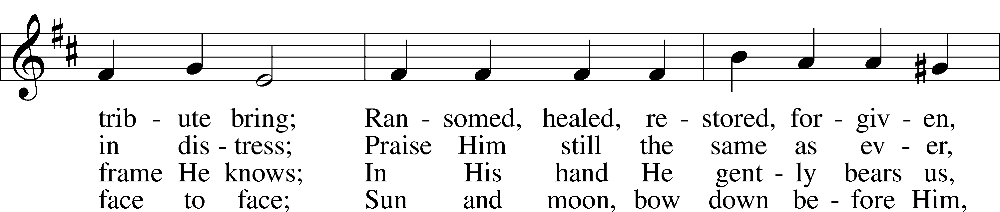 trib - ute bring; Ran - somed, healed, re - stored, for - giv - en,
in dis - tress; Praise Him still the same as ev - er,
frame He knows; In His hand He gent - ly bears us,
face to face; Sun and moon, bow down be - fore Him,